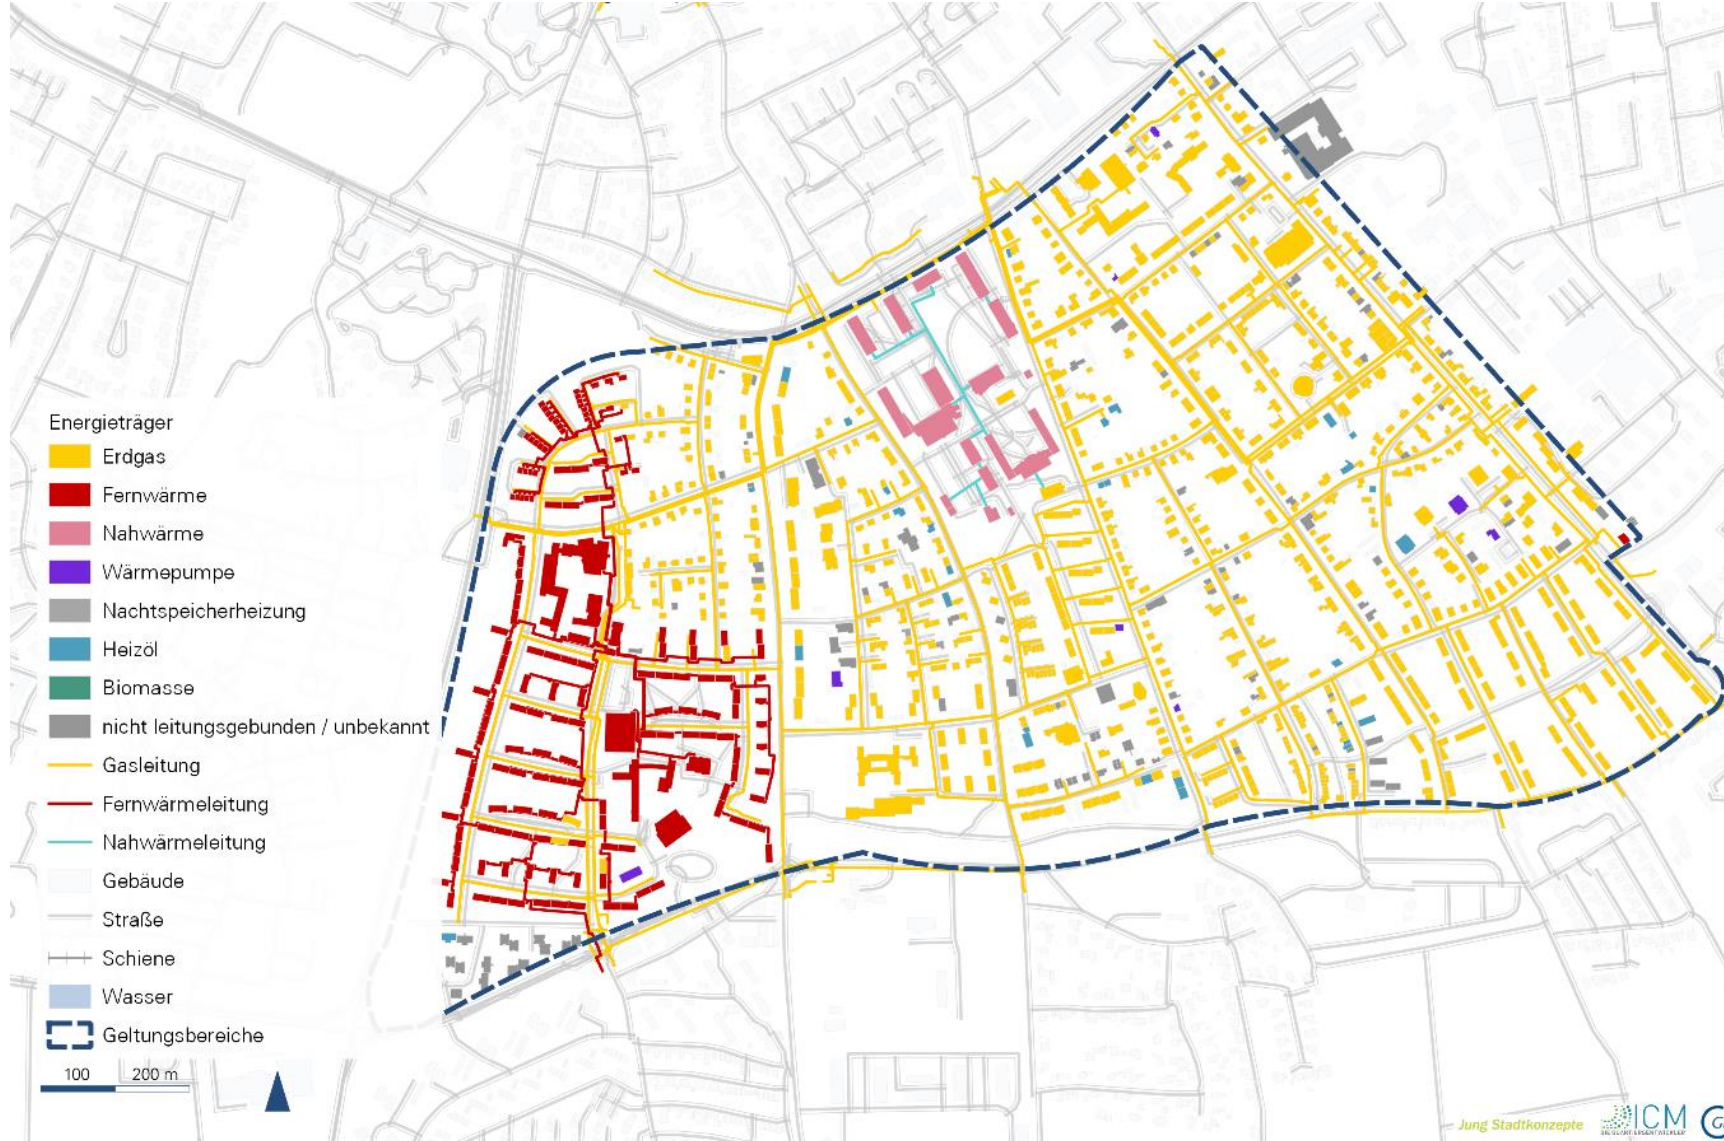 Energieträger
Erdgas
Fernwärme
Nahwärme
Wärmepumpe
Nachtspeicherheizung
Heizöl
Biomasse
nicht leitungsgebunden / unbekannt
Gasleitung
Fernwärmeleitung
Nahwärmeleitung
Gebäude
Straße
Schiene
Wasser
Geltungsbereiche
100 200 m
Jung Stadtkonzepte
ICM